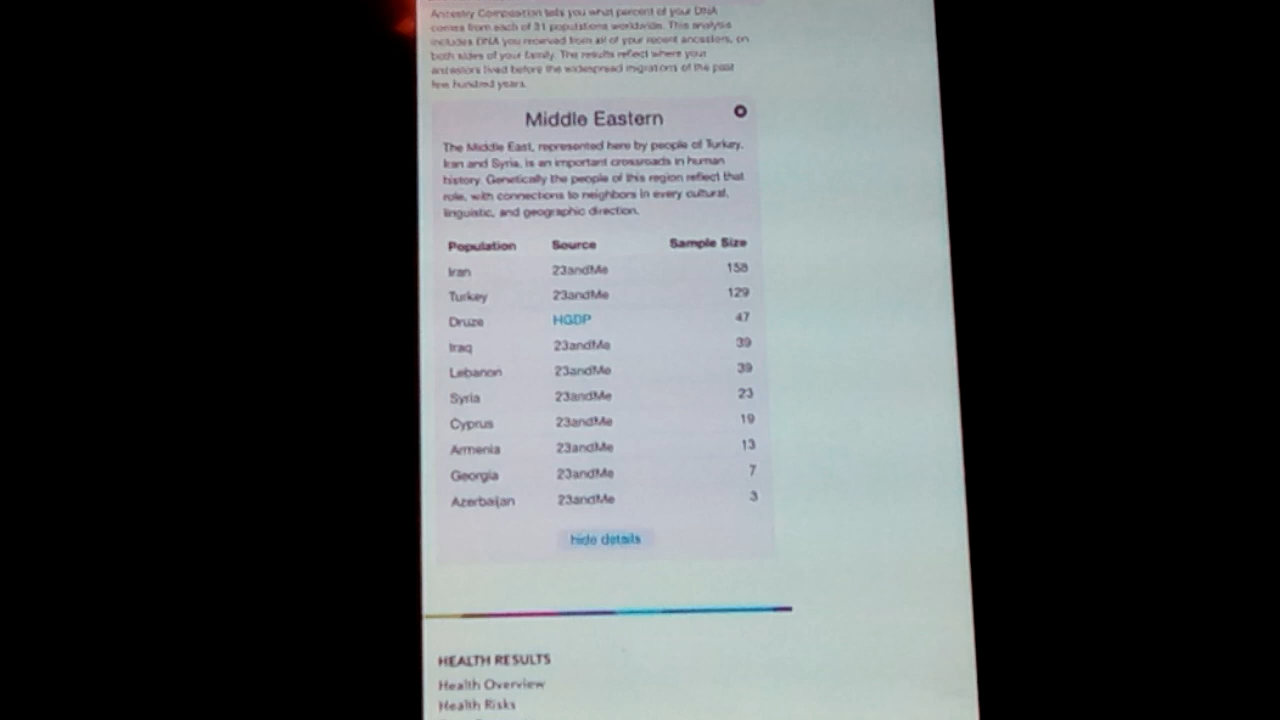 Ancestry Composition tells you what percent of your DNA
comes from each of 31 populations worldwide. This analysis
includes DNA you received from all of your recent ancestors, on
both sides of your family. The results reflect where your
ancestors lived before the widespread migrations of the past
few hundred years.
Middle Eastern
The Middle East, represented here by people of Turkey,
Iran and Syria, is an important crossroads in human
history. Genetically the people of this region reflect that
role, with connections to neighbors in every cultural,
linguistic, and geographic direction.
Population Source Sample Size
Iran 23andMe 158
Turkey 23andMe 129
Druze HGDP 47
Iraq 23andMe 39
Lebanon 23andMe 39
Syria 23andMe 23
Cyprus 23andMe 19
Armenia 23andMe 13
Georgia 23andMe 7
Azerbaijan 23andMe 3
hide details
HEALTH RESULTS
Health Overview
Health Risks